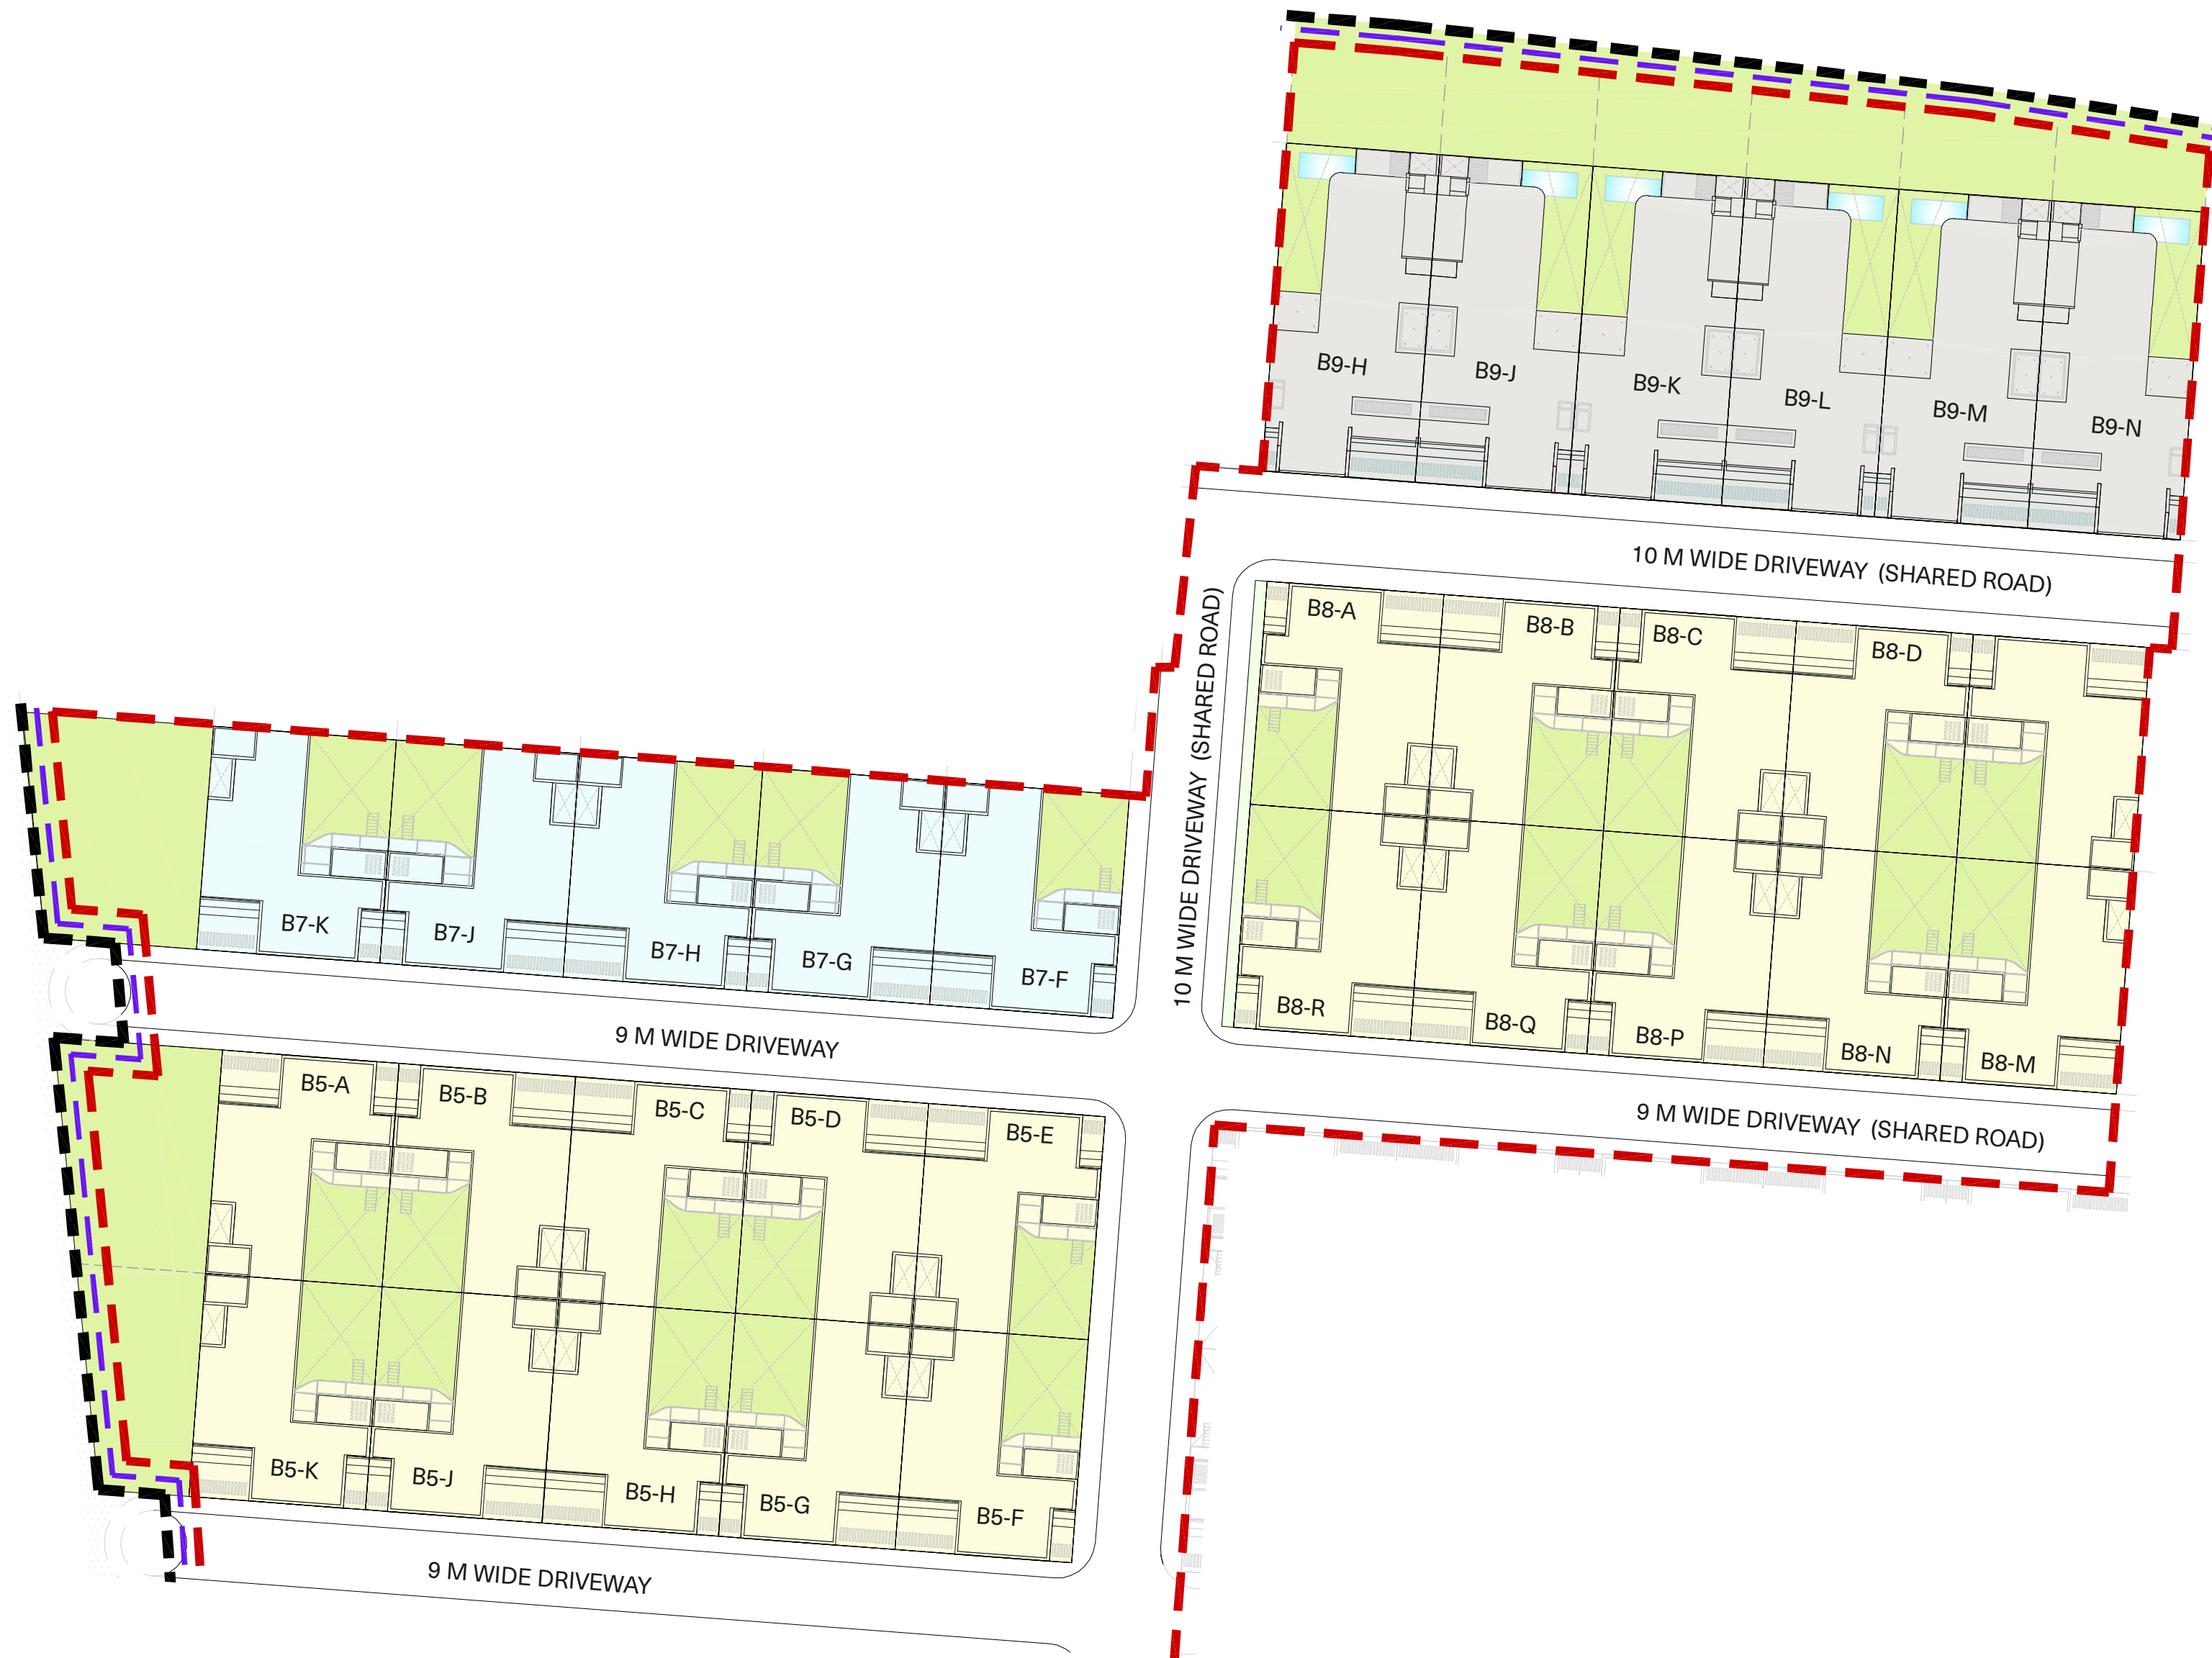 B9-H
B9-J
B9-K
B9-L
B9-M
B9-N
10 M WIDE DRIVEWAY (SHARED ROAD)
10 M WIDE DRIVEWAY (SHARED ROAD)
B8-A
B8-B
B8-C
B8-D
B8-R
B8-Q
B8-P
B8-N
B8-M
B7-K
B7-J
B7-H
B7-G
B7-F
9 M WIDE DRIVEWAY
9 M WIDE DRIVEWAY (SHARED ROAD)
B5-A
B5-B
B5-C
B5-D
B5-E
B5-K
B5-J
B5-H
B5-G
B5-F
9 M WIDE DRIVEWAY